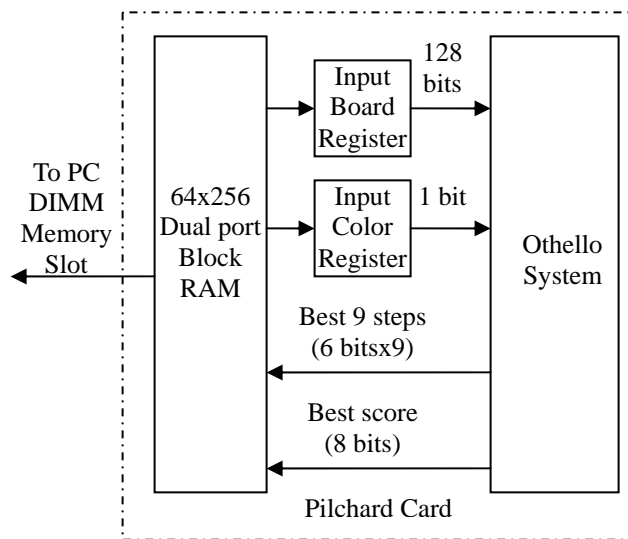 To PC
DIMM
Memory
Slot
64x256
Dual port
Block
RAM
Input
Board
Register
128
bits
Input
Color
Register
1 bit
Best 9 steps
(6 bitsx9)
Best score
(8 bits)
Othello
System
Pilchard Card